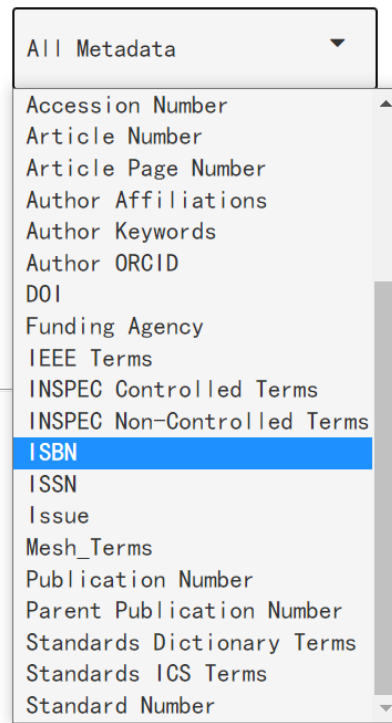 All Metadata
Accession Number
Article Number
Article Page Number
Author Affiliations
Author Keywords
Author ORCID
DOI
Funding Agency
IEEE Terms
INSPEC Controlled Terms
INSPEC Non-Controlled Terms
ISBN
ISSN
Issue
Mesh_Terms
Publication Number
Parent Publication Number
Standards Dictionary Terms
Standards ICS Terms
Standard Number